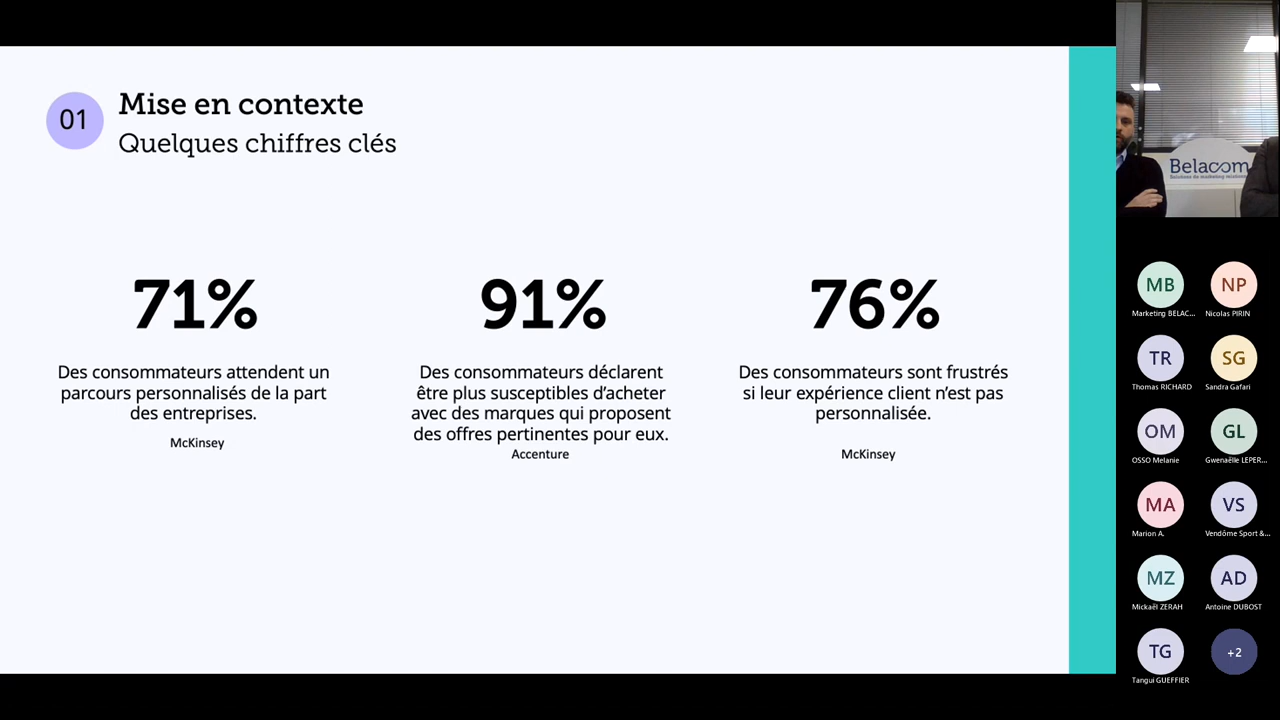 01
Mise en contexte
Quelques chiffres clés
71%
Des consommateurs attendent un
parcours personnalisés de la part
des entreprises.
McKinsey
91%
Des consommateurs déclarent
être plus susceptibles d’acheter
avec des marques qui proposent
des offres pertinentes pour eux.
Accenture
76%
Des consommateurs sont frustrés
si leur expérience client n’est pas
personnalisée.
McKinsey
Belacom
Solutions de marketing relationnel
MB
Marketing BELAC...
NP
Nicolas PIRIN
TR
Thomas RICHARD
SG
Sandra Gafari
OM
OSSO Melanie
GL
Gwenaëlle LEPER...
MA
Marion A.
VS
Vendôme Sport &...
MZ
Mickaël ZERAH
AD
Antoine DUBOST
TG
Tangui GUEFFIER
+2